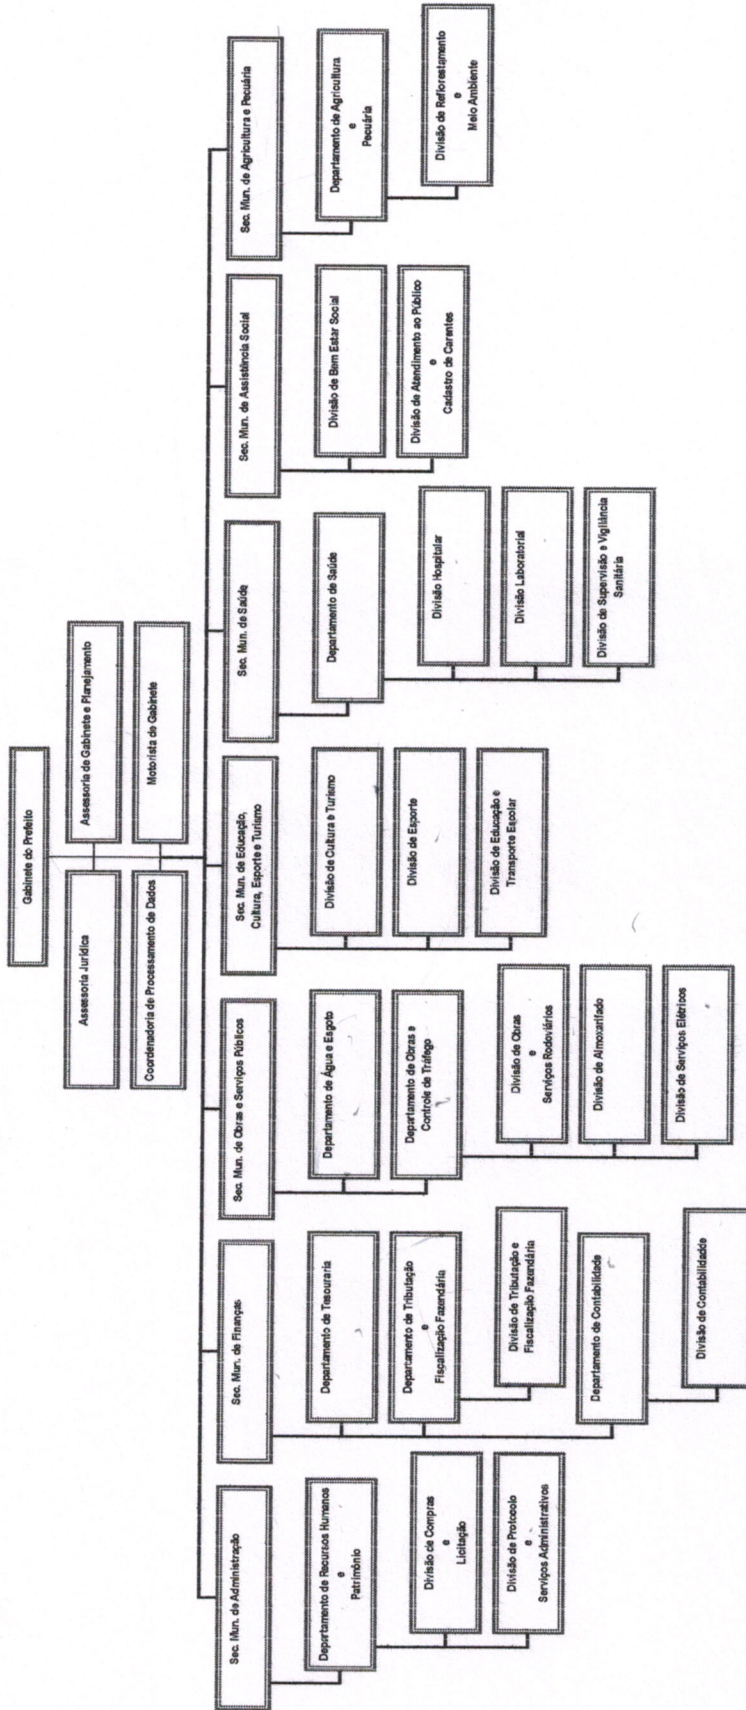 Gabinete do Prefeito
Assessoria Jurídica
Assessoria de Gabinete e Planejamento
Coordenadoria de Processamento de Dados
Motorista de Gabinete
Sec. Mun. de Administração
Departamento de Recursos Humanos
e
Patrimônio
Divisão de Compras
e
Licitação
Divisão de Protocolo
e
Serviços Administrativos
Sec. Mun. de Finanças
Departamento de Tesouraria
Departamento de Tributação
e
Fiscalização Fazendária
Divisão de Tributação e
Fiscalização Fazendária
Departamento de Contabilidade
Divisão de Contabilidadde
Sec. Mun. de Obras e Serviços Públicos
Departamento de Água e Esgoto
Departamento de Obras e
Controle de Tráfego
Divisão de Obras
e
Serviços Rodoviários
Divisão de Almoxarifado
Divisão de Serviços Elétricos
Sec. Mun. de Educação,
Cultura, Esporte e Turismo
Divisão de Cultura e Turismo
Divisão de Esporte
Divisão de Educação e
Transporte Escolar
Sec. Mun. de Saúde
Departamento de Saúde
Divisão Hospitalar
Divisão Laboratorial
Divisão de Supervisão e Vigilância
Sanitária
Sec. Mun. de Assistência Social
Divisão de Bem Estar Social
Divisão de Atendimento ao Público
e
Cadastro de Carentes
Sec. Mun. de Agricultura e Pecuária
Departamento de Agricultura
e
Pecuária
Divisão de Reflorestamento
e
Meio Ambiente